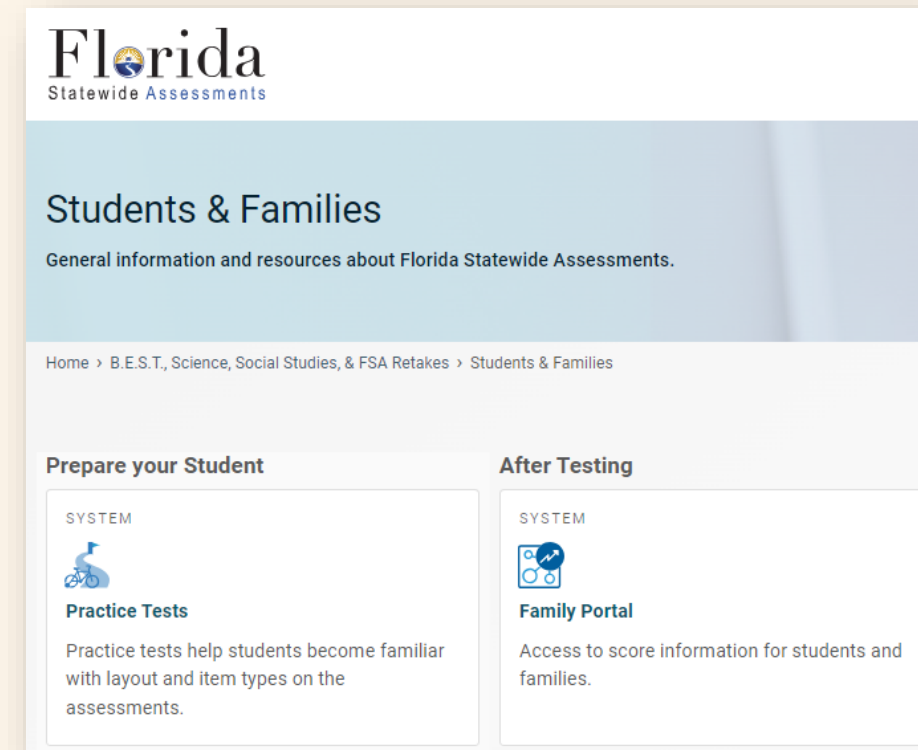 Florida
Statewide Assessments
Students & Families
General information and resources about Florida Statewide Assessments.
Home › B.E.S.T., Science, Social Studies, & FSA Retakes › Students & Families
Prepare your Student
SYSTEM
Practice Tests
Practice tests help students become familiar
with layout and item types on the
assessments.
After Testing
SYSTEM
Family Portal
Access to score information for students and
families.